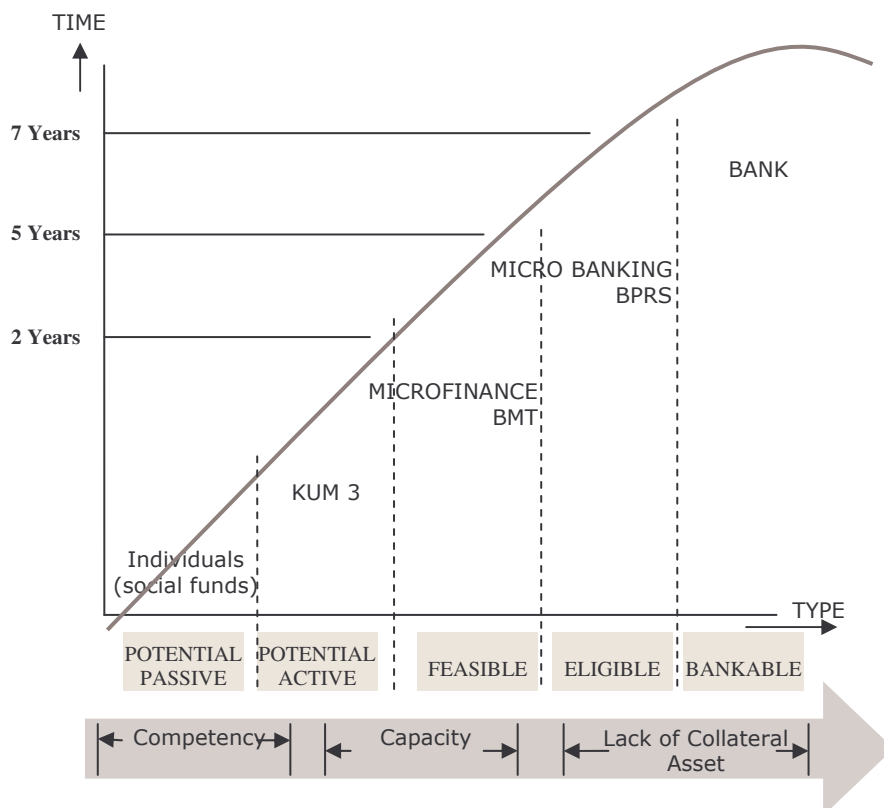 TIME
7 Years
BANK
5 Years
MICRO BANKING
BPRS
2 Years
MICROFINANCE
BMT
KUM 3
Individuals
(social funds)
TYPE
POTENTIAL
PASSIVE
POTENTIAL
ACTIVE
FEASIBLE
ELIGIBLE
BANKABLE
Competency
Capacity
Lack of Collateral
Asset